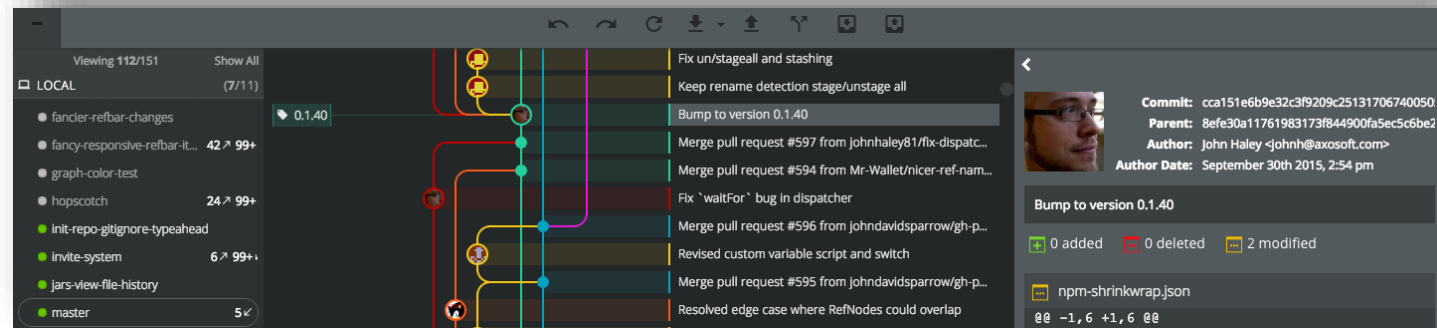 Viewing 112/151 Show All
LOCAL (7/11)
fancier-refbar-changes
fancy-responsive-refbar-it... 42↗ 99+
graph-color-test
hopscotch 24↗ 99+
init-repo-gitignore-typeahead
invite-system 6↗ 99+
jars-view-file-history
master 5↙
0.1.40
Fix un/stageall and stashing
Keep rename detection stage/unstage all
Bump to version 0.1.40
Merge pull request #597 from johnhaley81/fix-dispatc...
Merge pull request #594 from Mr-Wallet/nicer-ref-nam...
Fix `waitFor` bug in dispatcher
Merge pull request #596 from johndavidsparrow/gh-p...
Revised custom variable script and switch
Merge pull request #595 from johndavidsparrow/gh-p...
Resolved edge case where RefNodes could overlap
Commit: cca151e6b9e32c3f9209c25131706740050
Parent: 8efe30a11761983173f844900fa5ec5c6be2
Author: John Haley <johnh@axosoft.com>
Author Date: September 30th 2015, 2:54 pm
Bump to version 0.1.40
0 added 0 deleted 2 modified
npm-shrinkwrap.json
@@ -1,6 +1,6 @@